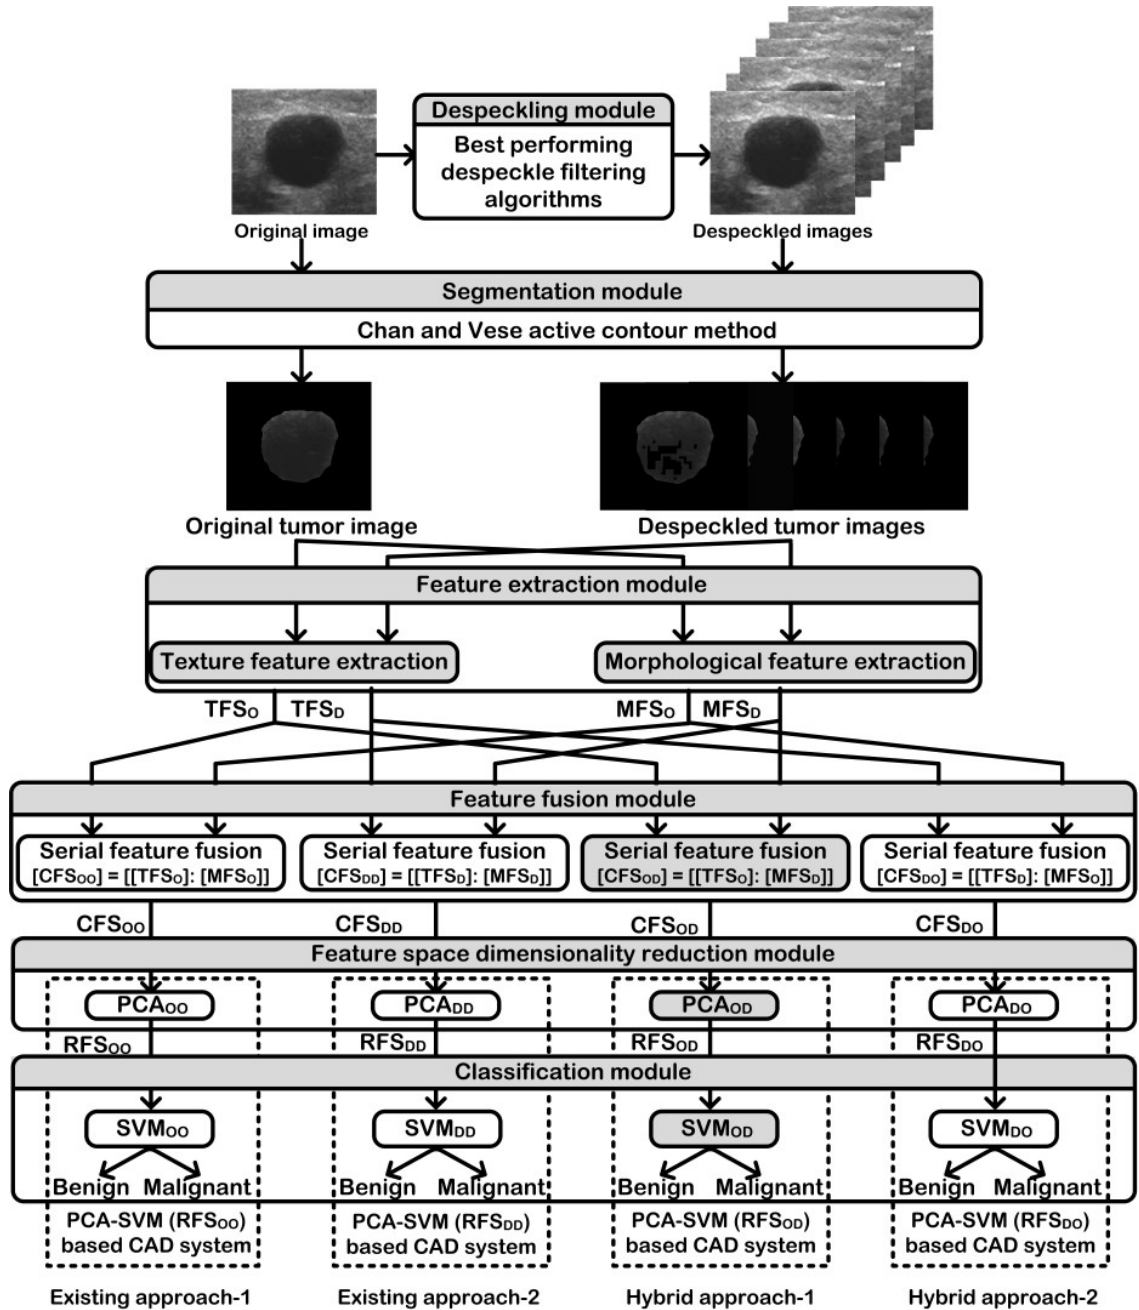 Despeckling module
Best performing
despeckle filtering
algorithms
Original image
Despeckled images
Segmentation module
Chan and Vese active contour method
Original tumor image
Despeckled tumor images
Feature extraction module
Texture feature extraction
Morphological feature extraction
TFSO TFSD MFSO MFSD
Feature fusion module
Serial feature fusion
[CFSOO] = [[TFSO]: [MFSO]]
Serial feature fusion
[CFSDD] = [[TFSD]: [MFSD]]
Serial feature fusion
[CFSOD] = [[TFSO]: [MFSD]]
Serial feature fusion
[CFSDO] = [[TFSD]: [MFSO]]
CFSOO CFSDD CFSOD CFSDO
Feature space dimensionality reduction module
PCAOO PCADD PCAOD PCADO
RFSOO RFSDD RFSOD RFSDO
Classification module
SVMOO SVMDD SVMOD SVMDO
Benign Malignant Benign Malignant Benign Malignant Benign Malignant
PCA-SVM (RFSOO)
based CAD system
PCA-SVM (RFSDD)
based CAD system
PCA-SVM (RFSOD)
based CAD system
PCA-SVM (RFSDO)
based CAD system
Existing approach-1 Existing approach-2 Hybrid approach-1 Hybrid approach-2